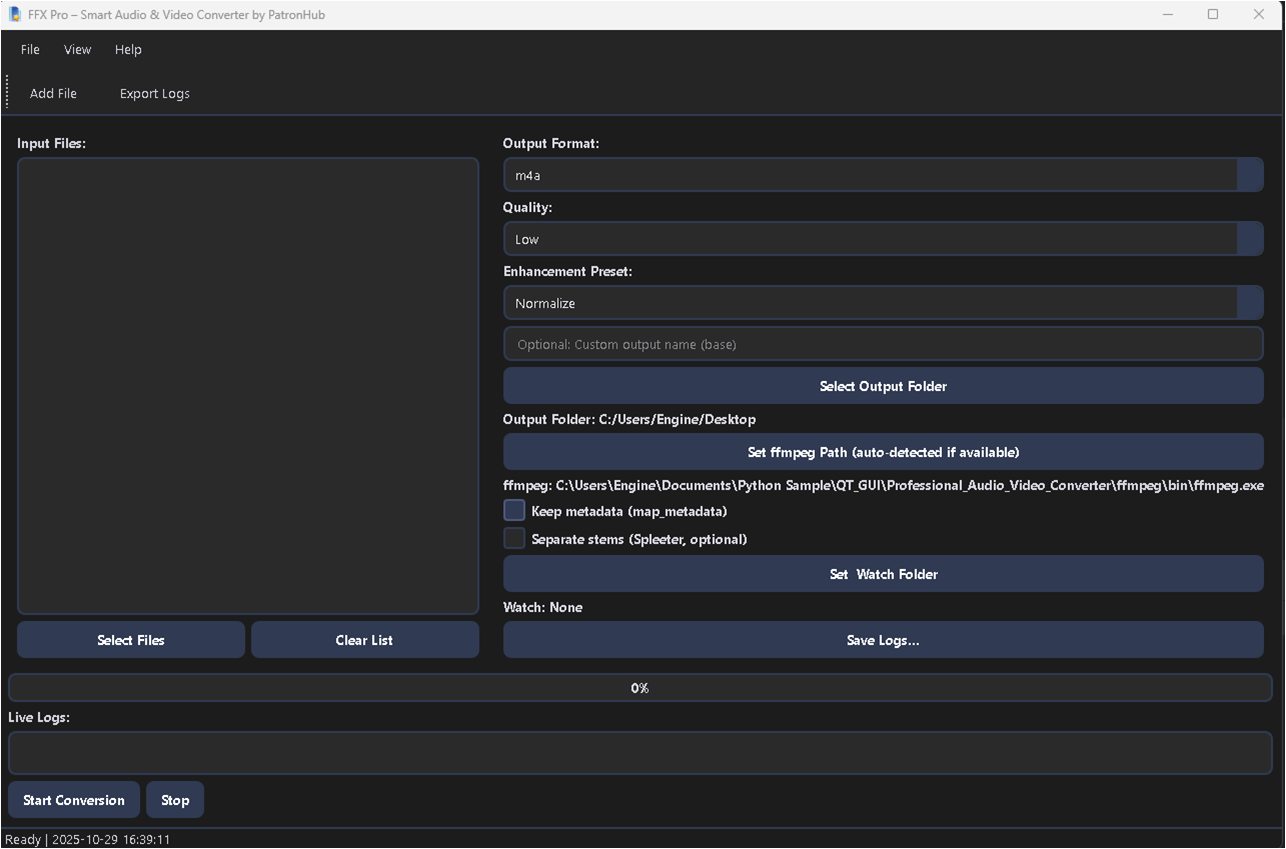 FFX Pro – Smart Audio & Video Converter by PatronHub
File View Help
Add File Export Logs
Input Files:
Select Files Clear List
Output Format:
m4a
Quality:
Low
Enhancement Preset:
Normalize
Optional: Custom output name (base)
Select Output Folder
Output Folder: C:/Users/Engine/Desktop
Set ffmpeg Path (auto-detected if available)
ffmpeg: C:\Users\Engine\Documents\Python Sample\QT_GUI\Professional_Audio_Video_Converter\ffmpeg\bin\ffmpeg.exe
Keep metadata (map_metadata)
Separate stems (Spleeter, optional)
Set  Watch Folder
Watch: None
Save Logs...
0%
Live Logs:
Start Conversion Stop
Ready | 2025-10-29 16:39:11